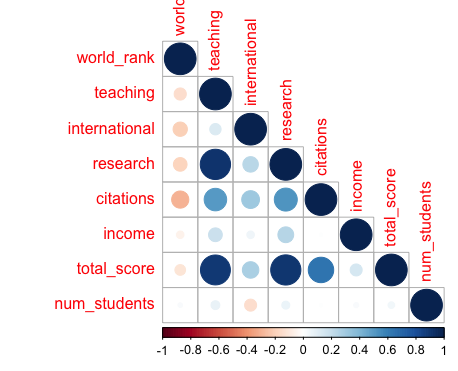 world
teaching
international
research
citations
income
total_score
num_students
world_rank
teaching
international
research
citations
income
total_score
num_students
-1 -0.8 -0.6 -0.4 -0.2 0 0.2 0.4 0.6 0.8 1